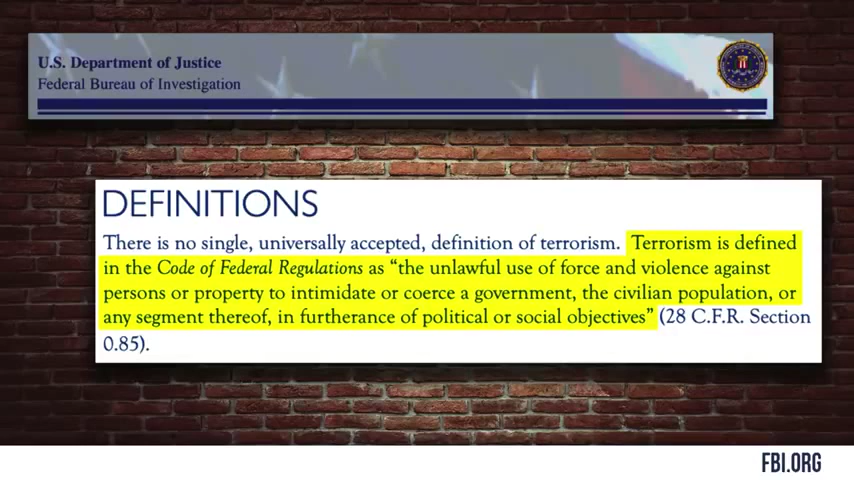 U.S. Department of Justice
Federal Bureau of Investigation
DEFINITIONS
There is no single, universally accepted, definition of terrorism. Terrorism is defined
in the Code of Federal Regulations as “the unlawful use of force and violence against
persons or property to intimidate or coerce a government, the civilian population, or
any segment thereof, in furtherance of political or social objectives” (28 C.F.R. Section
0.85).
FBI.ORG